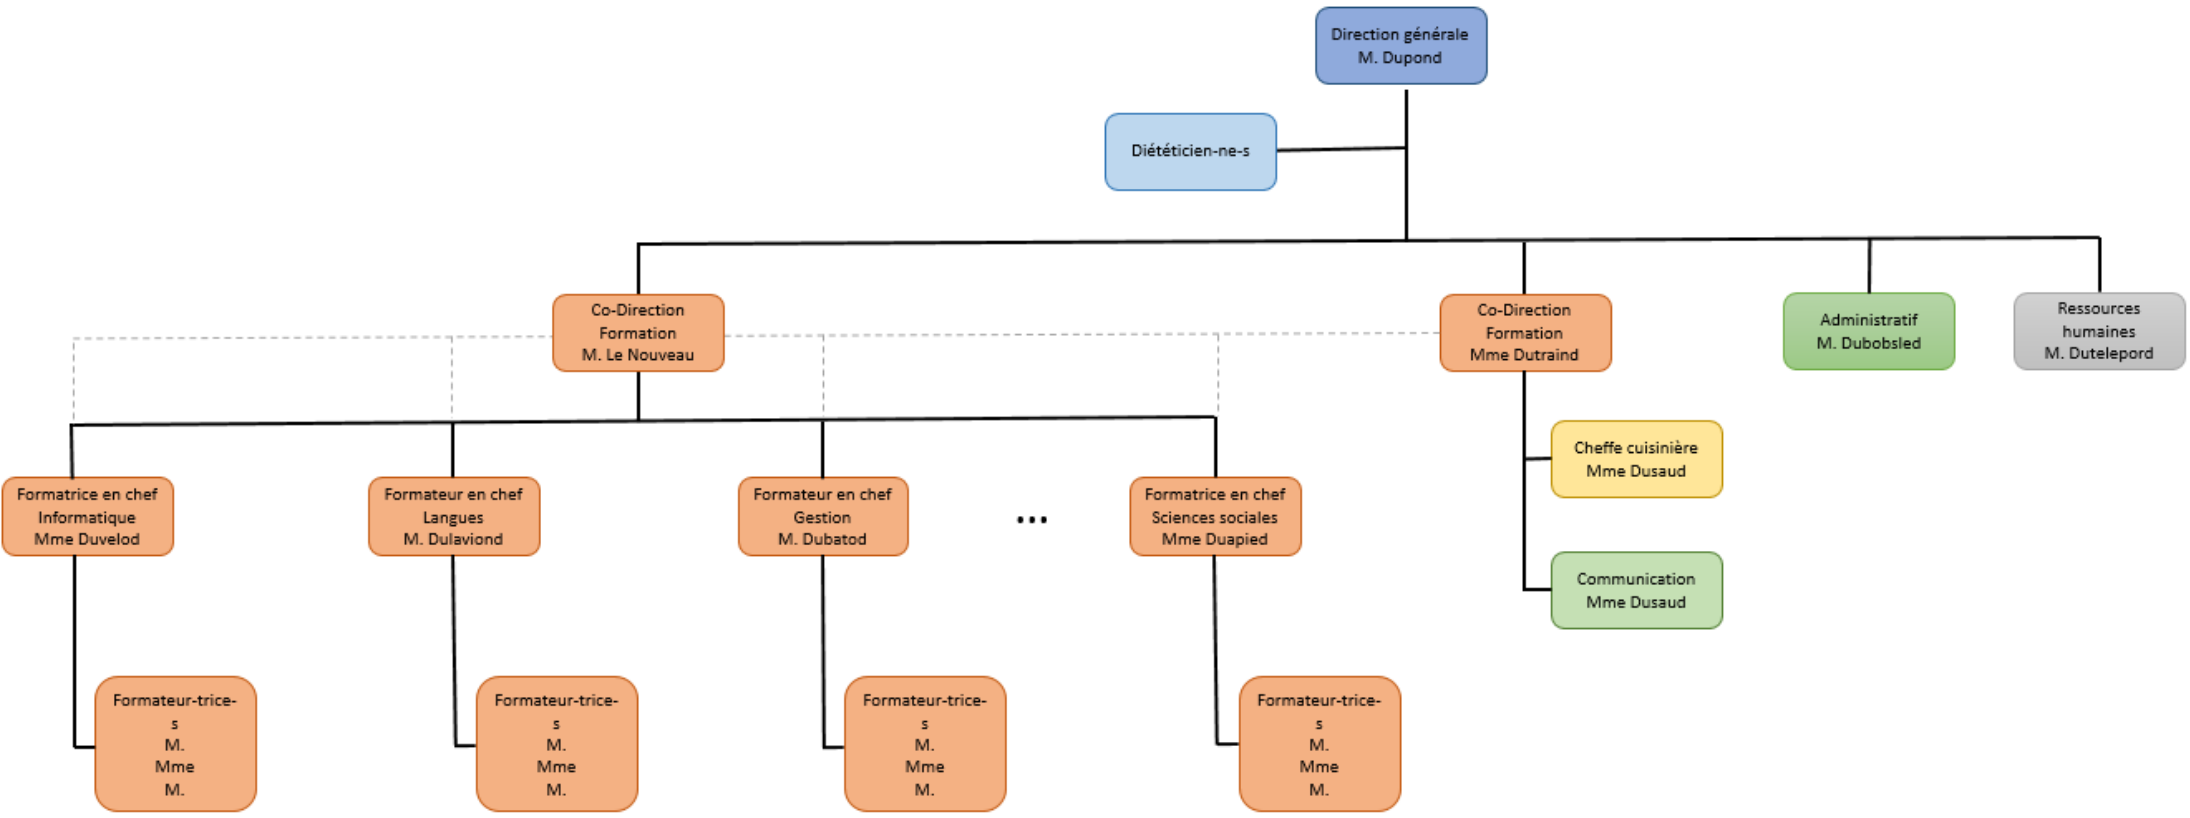 Direction générale
M. Dupond
Diététicien-ne-s
Co-Direction
Formation
M. Le Nouveau
Co-Direction
Formation
Mme Dutraind
Administratif
M. Dubobsled
Ressources
humaines
M. Dutelepord
Cheffe cuisinière
Mme Dusaud
Formatrice en chef
Informatique
Mme Duvelod
Formateur en chef
Langues
M. Dulaviond
Formateur en chef
Gestion
M. Dubatod
...
Formatrice en chef
Sciences sociales
Mme Duapied
Communication
Mme Dusaud
Formateur-trice-
s
M.
Mme
M.
Formateur-trice-
s
M.
Mme
M.
Formateur-trice-
s
M.
Mme
M.
Formateur-trice-
s
M.
Mme
M.